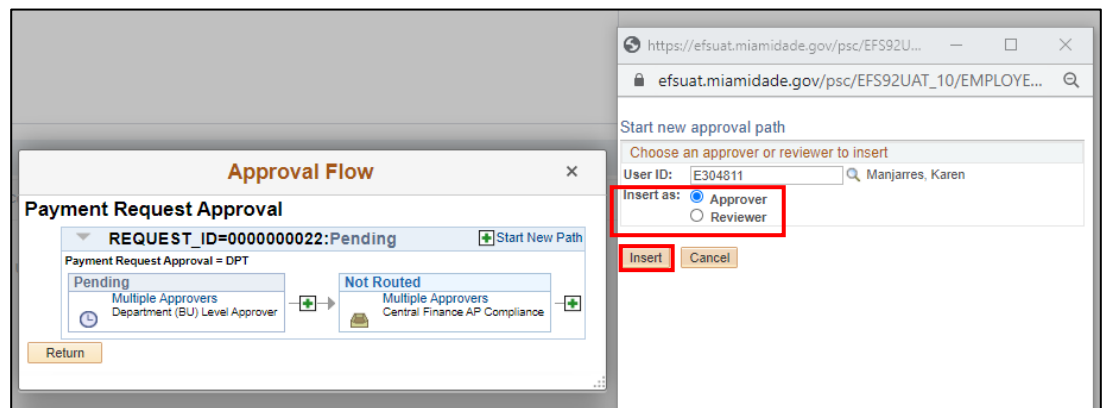 Approval Flow
×
Payment Request Approval
REQUEST_ID=0000000022:Pending
Start New Path
Payment Request Approval = DPT
Pending
Multiple Approvers
Department (BU) Level Approver
Not Routed
Multiple Approvers
Central Finance AP Compliance
Return
https://efsuat.miamidade.gov/psc/EFS92U...
efsuat.miamidade.gov/psc/EFS92UAT_10/EMPLOYE...
Start new approval path
Choose an approver or reviewer to insert
User ID: E304811 Manjarres, Karen
Insert as: Approver
Reviewer
Insert Cancel